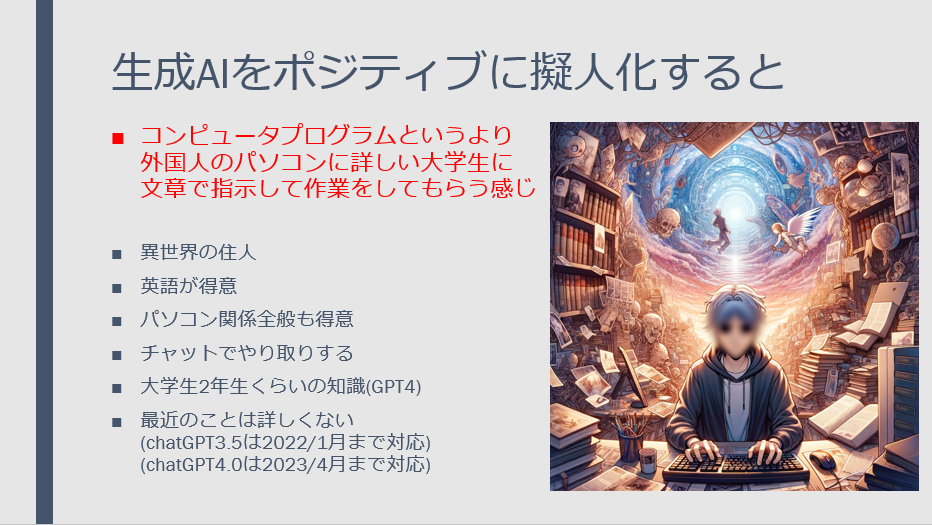 生成AIをポジティブに擬人化すると
■ コンピュータプログラムというより
外国人のパソコンに詳しい大学生に
文章で指示して作業をしてもらう感じ
■ 異世界の住人
■ 英語が得意
■ パソコン関係全般も得意
■ チャットでやり取りする
■ 大学生2年生くらいの知識(GPT4)
■ 最近のことは詳しくない
(chatGPT3.5は2022/1月まで対応)
(chatGPT4.0は2023/4月まで対応)